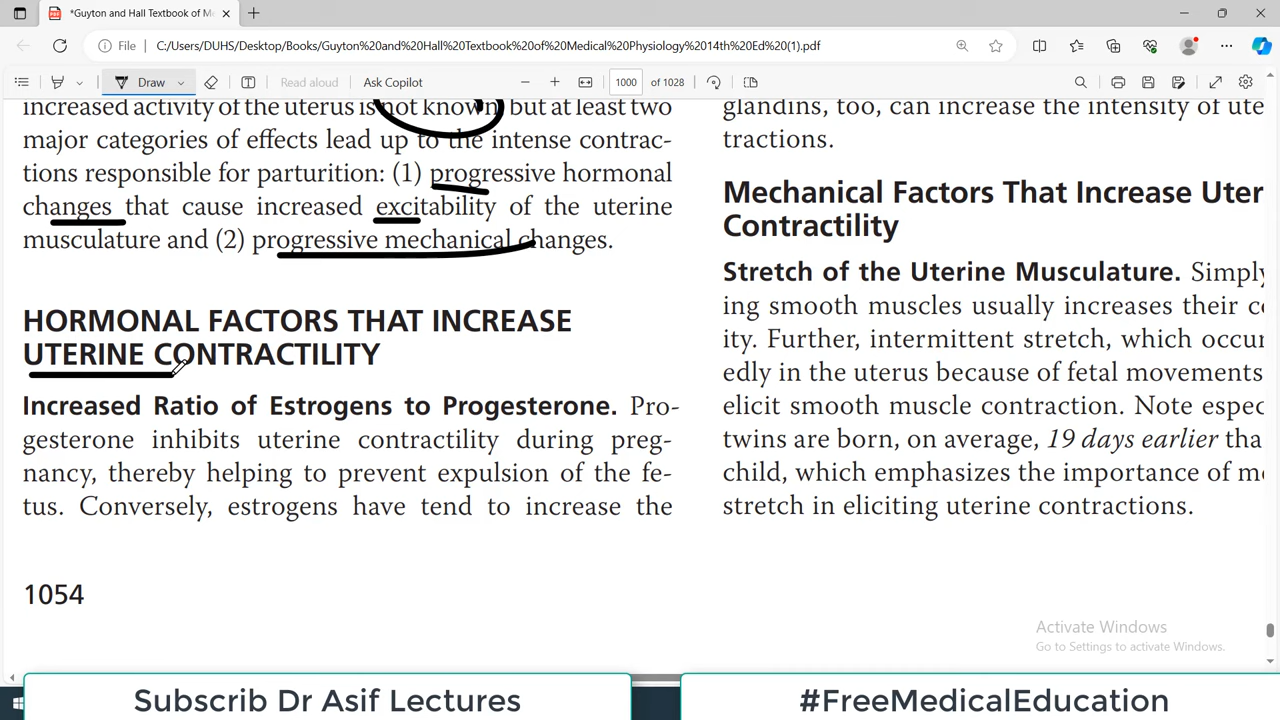 *Guyton and Hall Textbook of Me
File
C:/Users/DUHS/Desktop/Books/Guyton%20and%20Hall%20Textbook%20of%20Medical%20Physiology%2014th%20Ed%20(1).pdf
Draw
Read aloud
Ask Copilot
1000 of 1028
increased activity of the uterus is not known, but at least two
major categories of effects lead up to the intense contrac-
tions responsible for parturition: (1) progressive hormonal
changes that cause increased excitability of the uterine
musculature and (2) progressive mechanical changes.
HORMONAL FACTORS THAT INCREASE
UTERINE CONTRACTILITY
Increased Ratio of Estrogens to Progesterone. Pro-
gesterone inhibits uterine contractility during preg-
nancy, thereby helping to prevent expulsion of the fe-
tus. Conversely, estrogens have tend to increase the
1054
glandins, too, can increase the intensity of ute
tractions.
Mechanical Factors That Increase Uter
Contractility
Stretch of the Uterine Musculature. Simply
ing smooth muscles usually increases their co
ity. Further, intermittent stretch, which occur
edly in the uterus because of fetal movements
elicit smooth muscle contraction. Note espec
twins are born, on average, 19 days earlier tha
child, which emphasizes the importance of me
stretch in eliciting uterine contractions.
Activate Windows
Go to Settings to activate Windows.
Subscrib Dr Asif Lectures
#FreeMedicalEducation